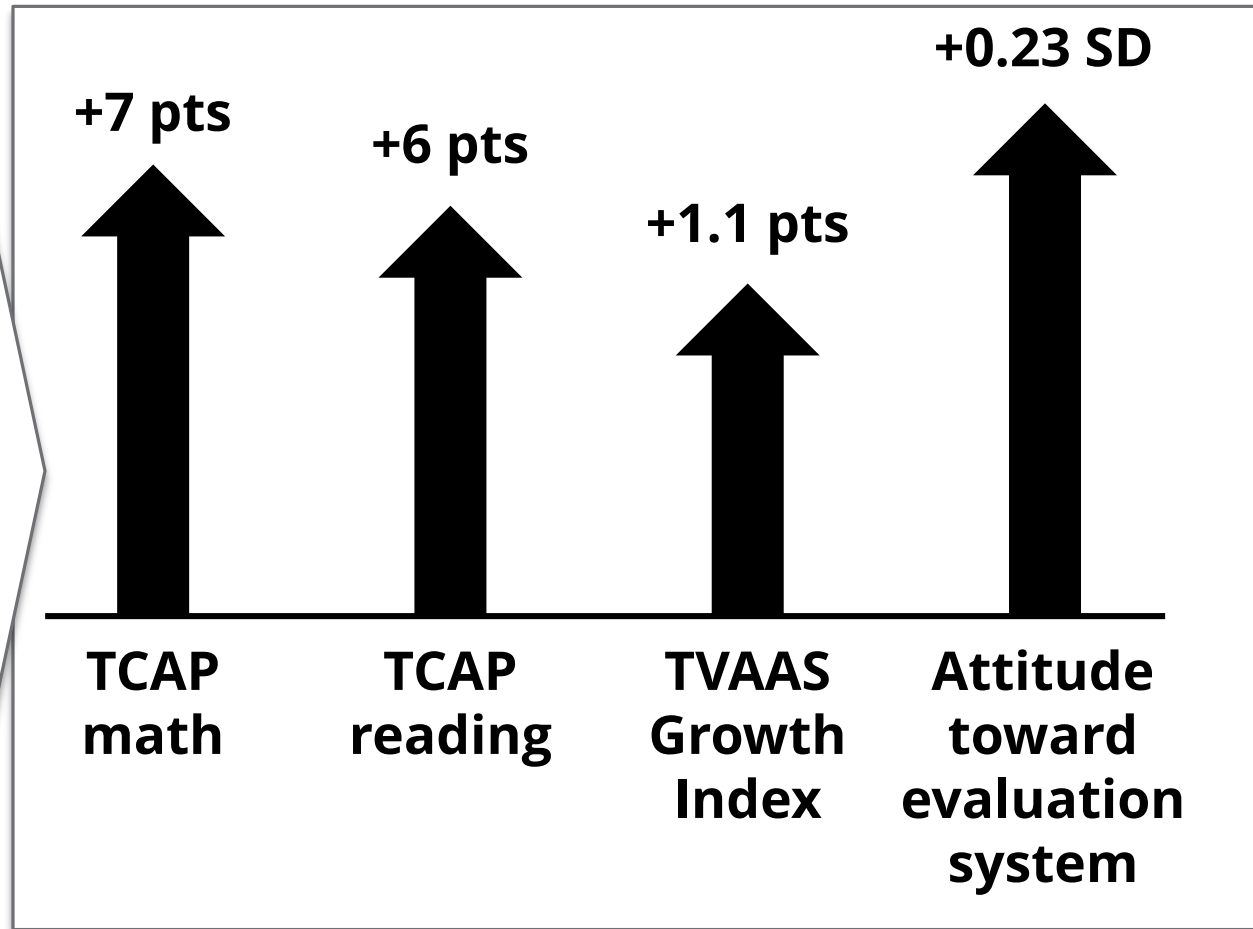 +7 pts
+6 pts
+1.1 pts
+0.23 SD
TCAP
math
TCAP
reading
TVAAS
Growth
Index
Attitude
toward
evaluation
system